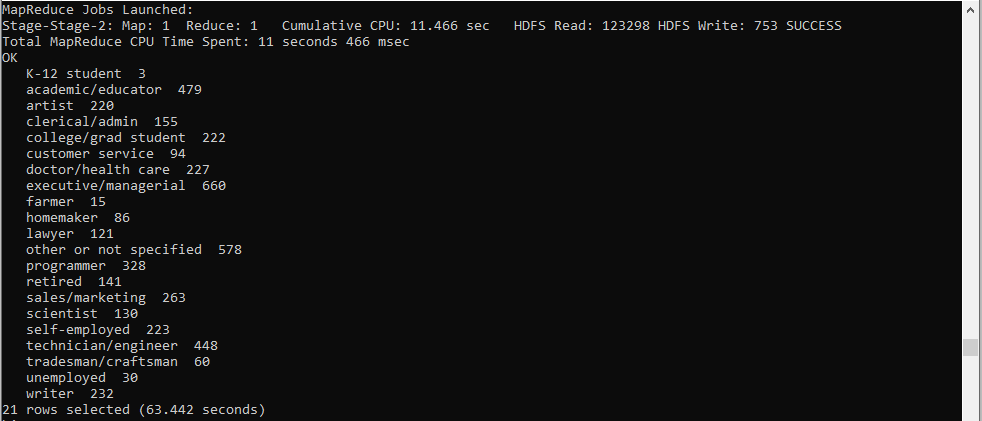 MapReduce Jobs Launched:
Stage-Stage-2: Map: 1  Reduce: 1   Cumulative CPU: 11.466 sec   HDFS Read: 123298 HDFS Write: 753 SUCCESS
Total MapReduce CPU Time Spent: 11 seconds 466 msec
OK
   K-12 student  3
   academic/educator  479
   artist  220
   clerical/admin  155
   college/grad student  222
   customer service  94
   doctor/health care  227
   executive/managerial  660
   farmer  15
   homemaker  86
   lawyer  121
   other or not specified  578
   programmer  328
   retired  141
   sales/marketing  263
   scientist  130
   self-employed  223
   technician/engineer  448
   tradesman/craftsman  60
   unemployed  30
   writer  232
21 rows selected (63.442 seconds)